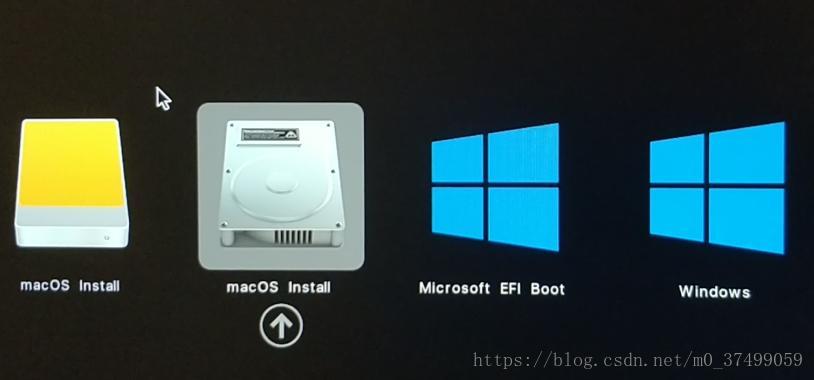 macOS Install
macOS Install
Microsoft EFI Boot
Windows
https://blog.csdn.net/m0_37499059